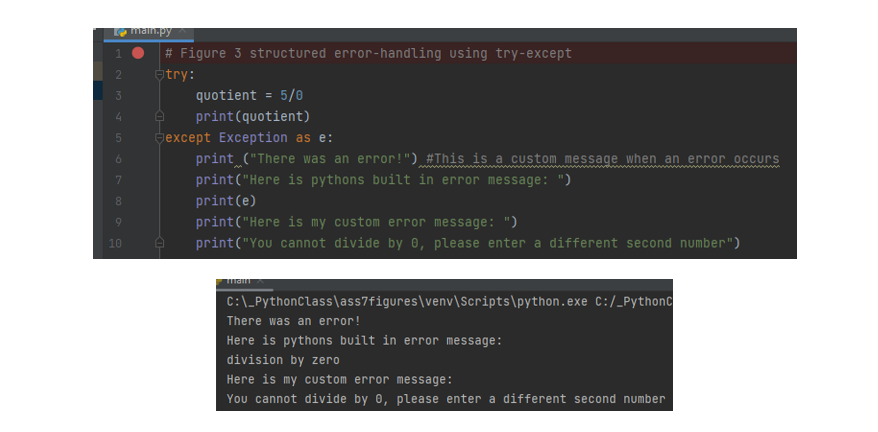 main.py
1 # Figure 3 structured error-handling using try-except
2 try:
3 quotient = 5/0
4 print(quotient)
5 except Exception as e:
6 print ("There was an error!") #This is a custom message when an error occurs
7 print("Here is pythons built in error message: ")
8 print(e)
9 print("Here is my custom error message: ")
10 print("You cannot divide by 0, please enter a different second number")
main
C:\_PythonClass\ass7figures\venv\Scripts\python.exe C:/_PythonC
There was an error!
Here is pythons built in error message:
division by zero
Here is my custom error message:
You cannot divide by 0, please enter a different second number